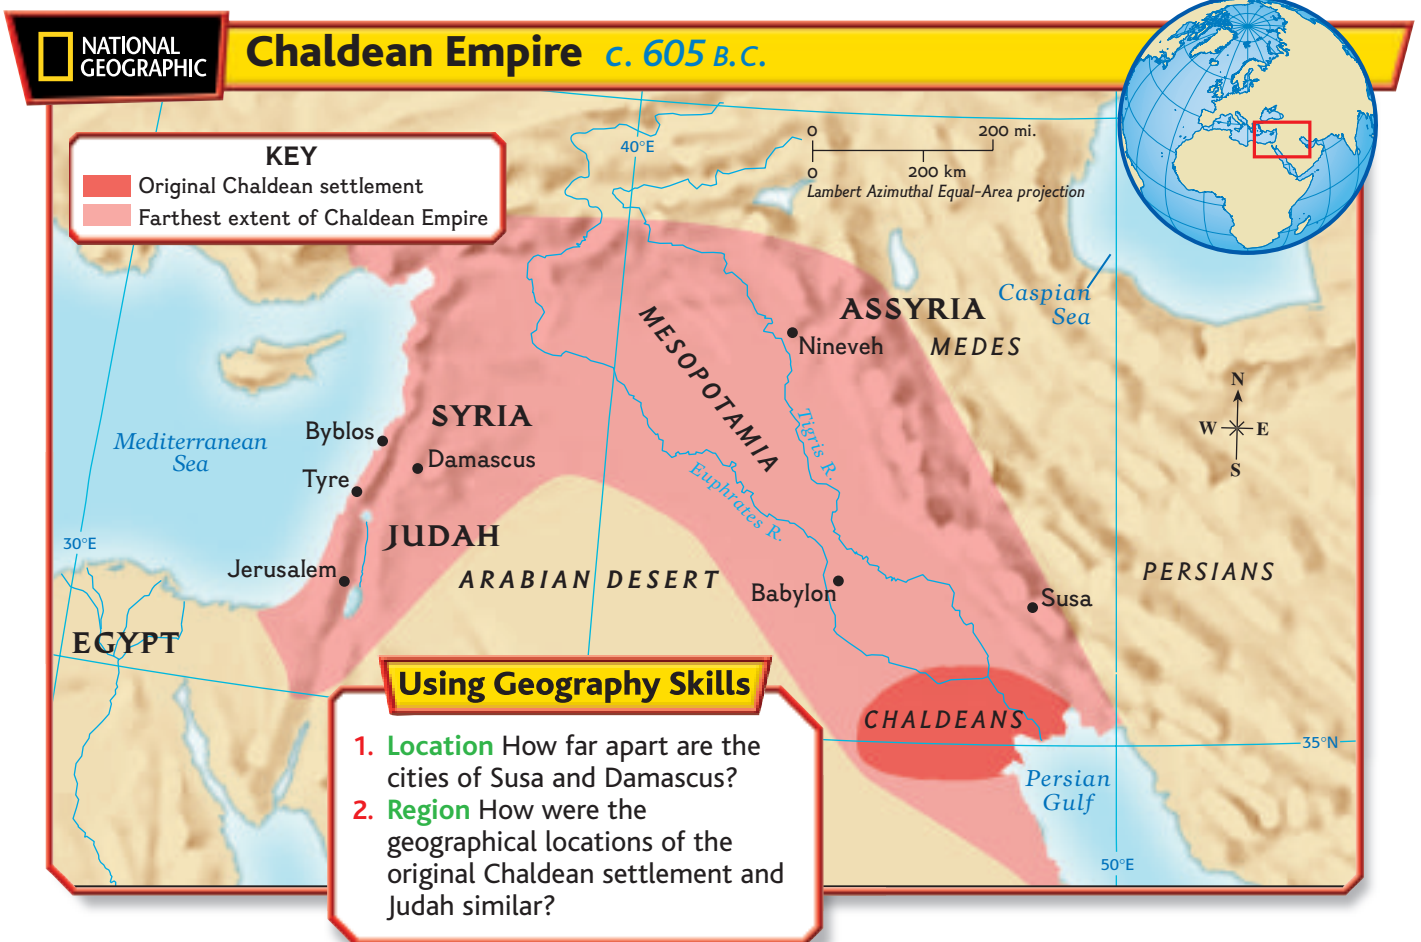 NATIONAL
GEOGRAPHIC
Chaldean Empire c. 605 B.C.
KEY
Original Chaldean settlement
Farthest extent of Chaldean Empire
40°E
0 200 mi.
0 200 km
Lambert Azimuthal Equal-Area projection
Caspian
Sea
ASSYRIA
MEDES
Nineveh
MESOPOTAMIA
Tigris R.
Euphrates R.
SYRIA
Byblos
Damascus
Tyre
Mediterranean
Sea
JUDAH
30°E
Jerusalem
ARABIAN DESERT
Babylon
Susa
PERSIANS
N
W E
S
EGYPT
CHALDEANS
35°N
Persian
Gulf
50°E
Using Geography Skills
1. Location How far apart are the
cities of Susa and Damascus?
2. Region How were the
geographical locations of the
original Chaldean settlement and
Judah similar?